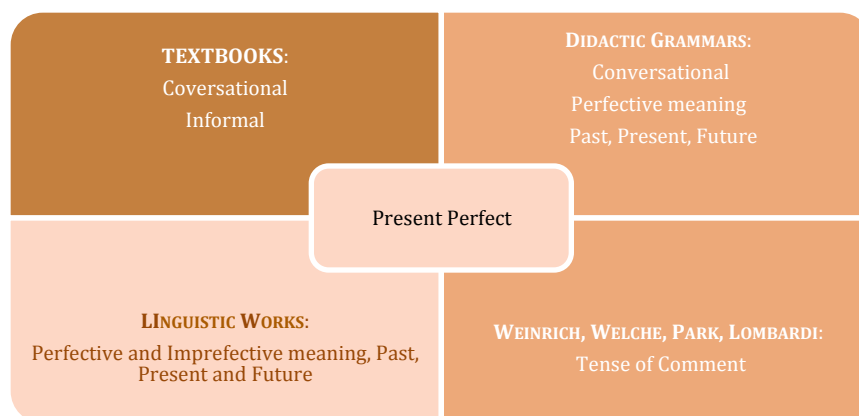 TEXTBOOKS:
Coversational
Informal
DIDACTIC GRAMMARS:
Conversational
Perfective meaning
Past, Present, Future
Present Perfect
LINGUISTIC WORKS:
Perfective and Imprefective meaning, Past,
Present and Future
WEINRICH, WELCHE, PARK, LOMBARDI:
Tense of Comment